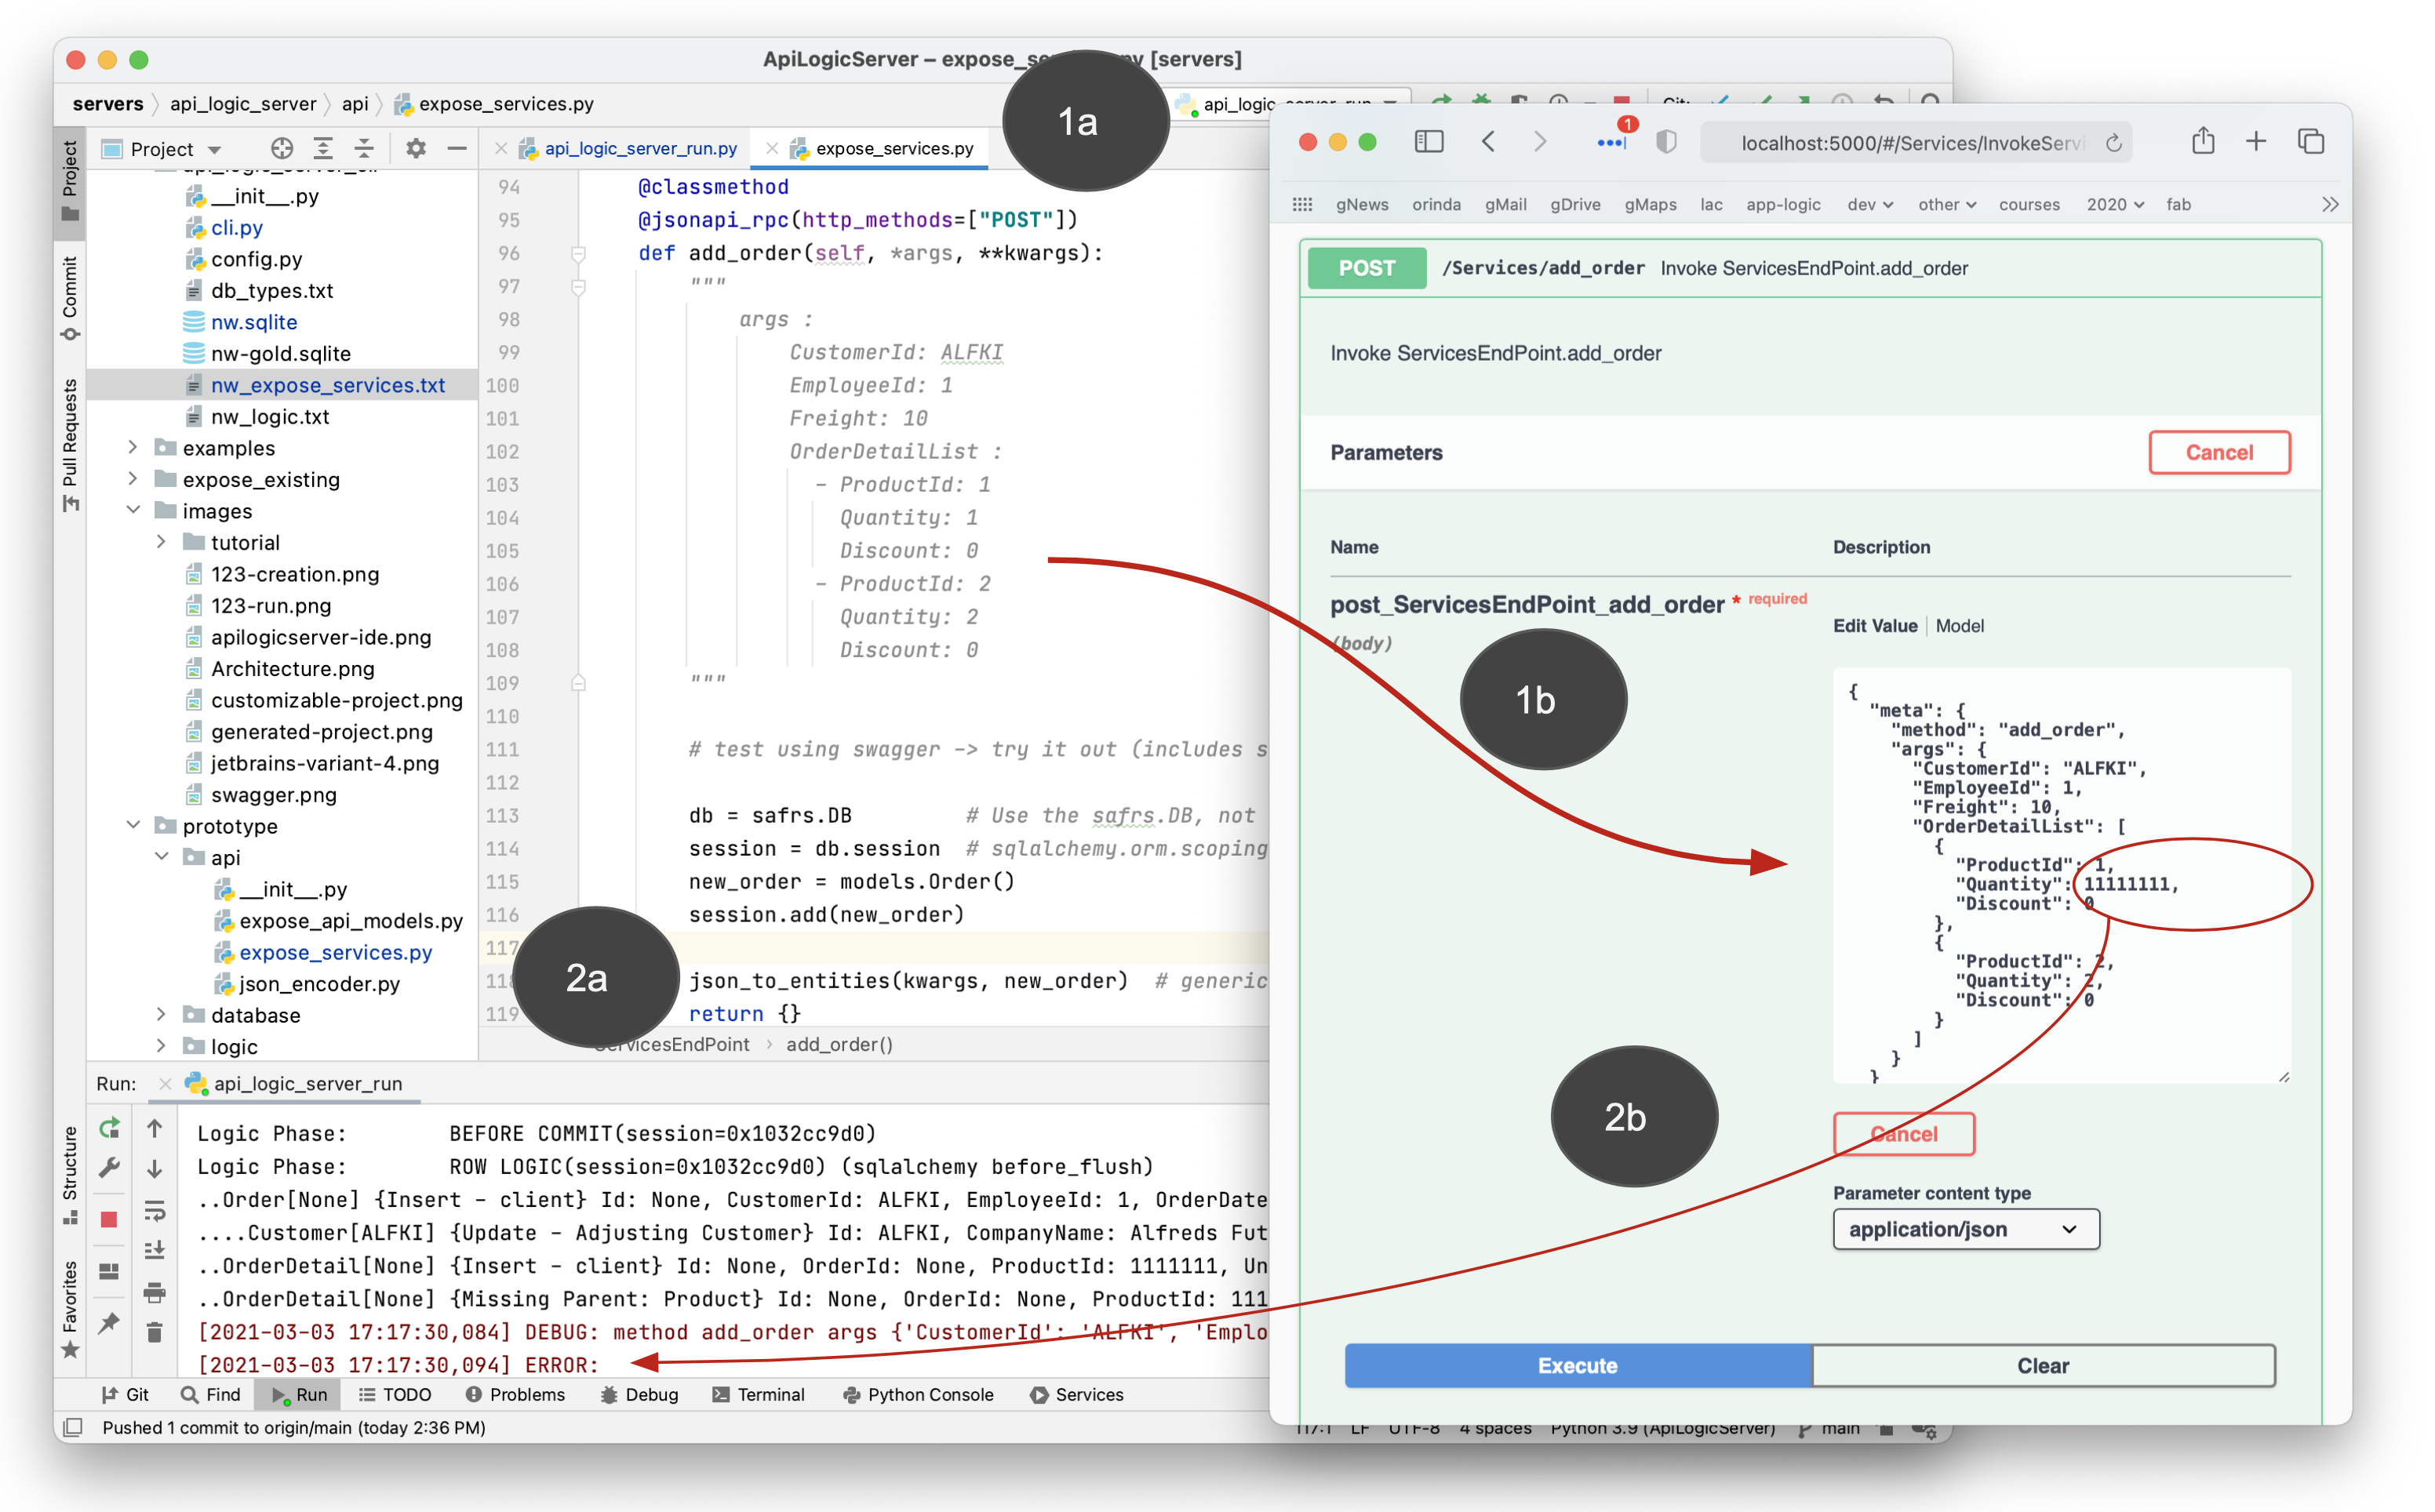 ApiLogicServer – expose_se   py [servers]
servers api_logic_server api expose_services.py
api_logic_server_run
Git:
Project
api_logic_server_run.py
expose_services.py
Project
Commit
Pull Requests
Structure
Favorites
__init__.py
cli.py
config.py
db_types.txt
nw.sqlite
nw-gold.sqlite
nw_expose_services.txt
nw_logic.txt
examples
expose_existing
images
tutorial
123-creation.png
123-run.png
apilogicserver-ide.png
Architecture.png
customizable-project.png
generated-project.png
jetbrains-variant-4.png
swagger.png
prototype
api
__init__.py
expose_api_models.py
expose_services.py
json_encoder.py
database
logic
94 @classmethod
95 @jsonapi_rpc(http_methods=["POST"])
96 def add_order(self, *args, **kwargs):
97 """
98 args :
99 CustomerId: ALFKI
100 EmployeeId: 1
101 Freight: 10
102 OrderDetailList :
103 - ProductId: 1
104 Quantity: 1
105 Discount: 0
106 - ProductId: 2
107 Quantity: 2
108 Discount: 0
109 """
110
111 # test using swagger -> try it out (includes s
112
113 db = safrs.DB # Use the safrs.DB, not
114 session = db.session # sqlalchemy.orm.scoping
115 new_order = models.Order()
116 session.add(new_order)
117
118 json_to_entities(kwargs, new_order) # generic
119 return {}
ServicesEndPoint › add_order()
1a
1b
2a
2b
Run: api_logic_server_run
Logic Phase: BEFORE COMMIT(session=0x1032cc9d0)
Logic Phase: ROW LOGIC(session=0x1032cc9d0) (sqlalchemy before_flush)
..Order[None] {Insert - client} Id: None, CustomerId: ALFKI, EmployeeId: 1, OrderDate
....Customer[ALFKI] {Update - Adjusting Customer} Id: ALFKI, CompanyName: Alfreds Fut
..OrderDetail[None] {Insert - client} Id: None, OrderId: None, ProductId: 1111111, Un
..OrderDetail[None] {Missing Parent: Product} Id: None, OrderId: None, ProductId: 111
[2021-03-03 17:17:30,084] DEBUG: method add_order args {'CustomerId': 'ALFKI', 'Emplo
[2021-03-03 17:17:30,094] ERROR:
Git Find Run TODO Problems Debug Terminal Python Console Services
Pushed 1 commit to origin/main (today 2:36 PM)
117:1 LF UTF-8 4 spaces Python 3.9 (ApiLogicServer) main
1
localhost:5000/#/Services/InvokeServi
gNews orinda gMail gDrive gMaps lac app-logic dev other courses 2020 fab
POST /Services/add_order Invoke ServicesEndPoint.add_order
Invoke ServicesEndPoint.add_order
Parameters
Cancel
Name Description
post_ServicesEndPoint_add_order * required
(body)
Edit Value Model
{
"meta": {
"method": "add_order",
"args": {
"CustomerId": "ALFKI",
"EmployeeId": 1,
"Freight": 10,
"OrderDetailList": [
{
"ProductId": 1,
"Quantity": 11111111,
"Discount": 0
},
{
"ProductId": 2,
"Quantity": 2,
"Discount": 0
}
]
}
}
Cancel
Parameter content type
application/json
Execute Clear